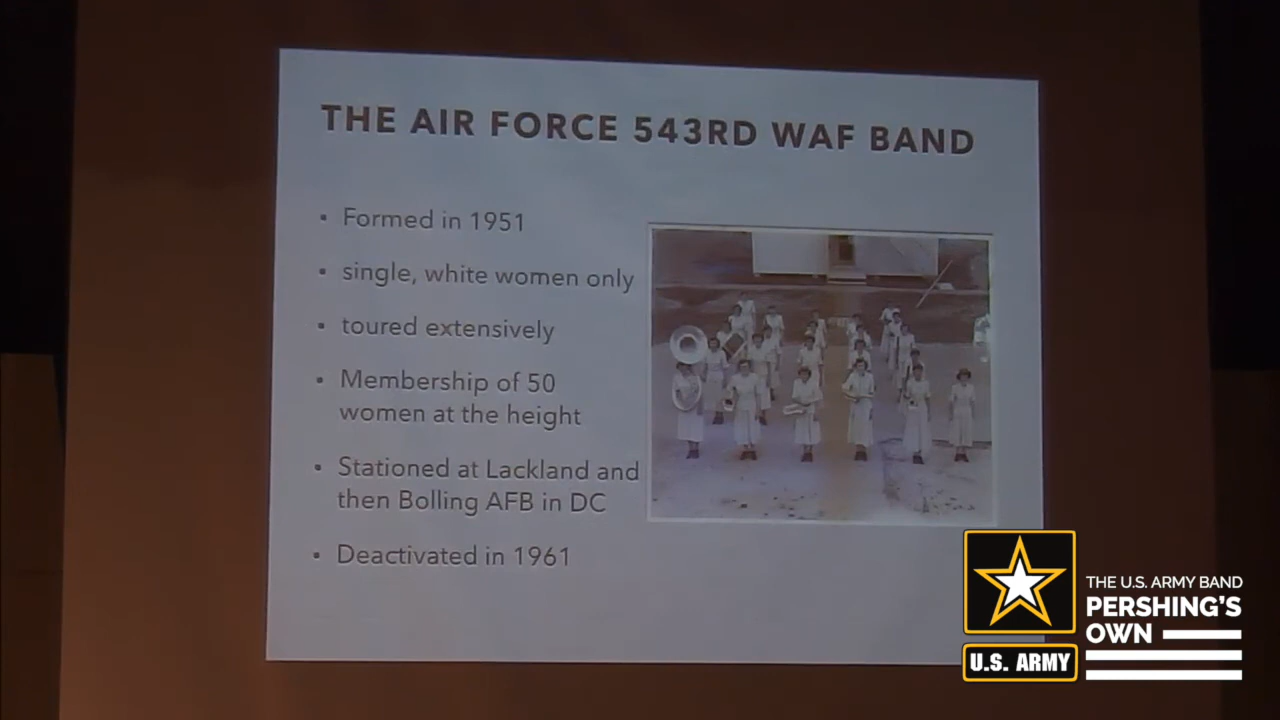 THE AIR FORCE 543RD WAF BAND
• Formed in 1951
• single, white women only
• toured extensively
• Membership of 50
women at the height
• Stationed at Lackland and
then Bolling AFB in DC
• Deactivated in 1961
U.S. ARMY
THE U.S. ARMY BAND
PERSHING'S
OWN